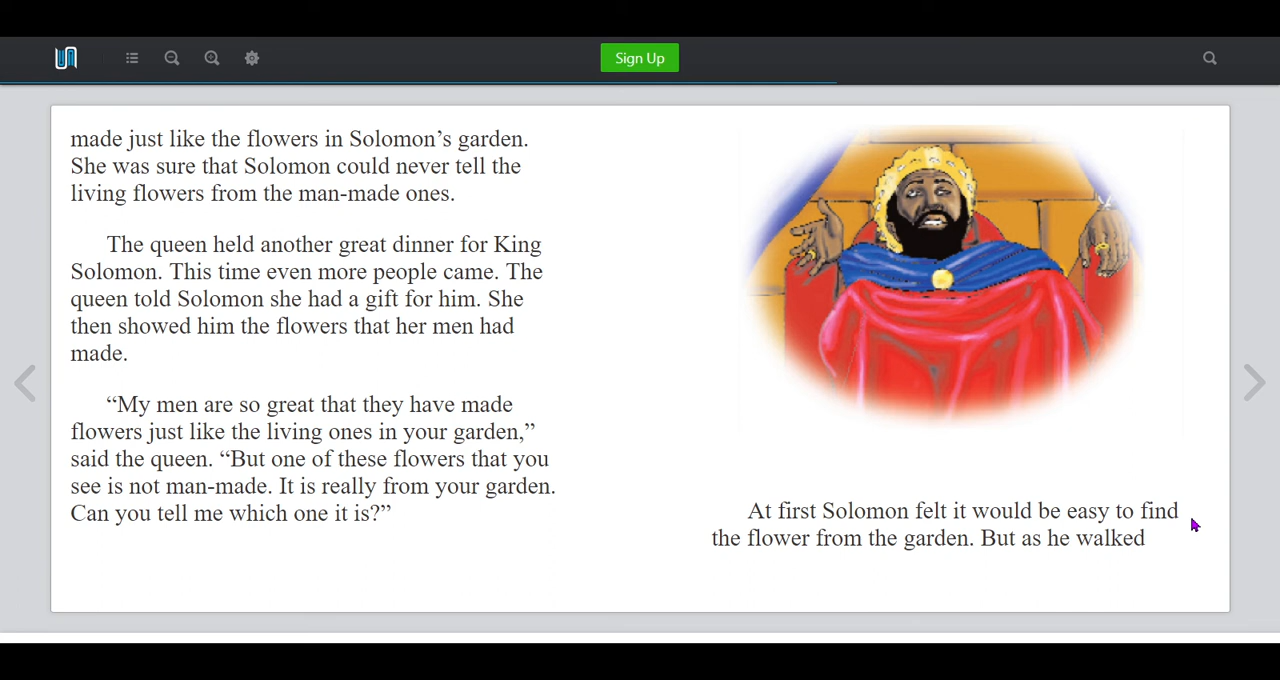 Sign Up
made just like the flowers in Solomon’s garden.
She was sure that Solomon could never tell the
living flowers from the man-made ones.
The queen held another great dinner for King
Solomon. This time even more people came. The
queen told Solomon she had a gift for him. She
then showed him the flowers that her men had
made.
“My men are so great that they have made
flowers just like the living ones in your garden,”
said the queen. “But one of these flowers that you
see is not man-made. It is really from your garden.
Can you tell me which one it is?”
At first Solomon felt it would be easy to find
the flower from the garden. But as he walked